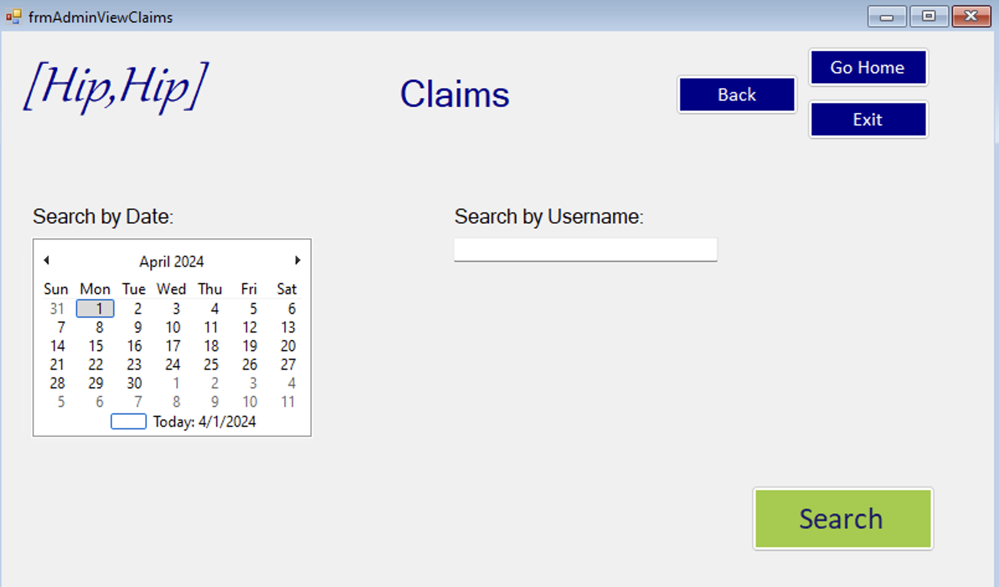 frmAdminViewClaims
[Hip,Hip]
Claims
Back
Go Home
Exit
Search by Date:
Search by Username:
April 2024
Sun Mon Tue Wed Thu Fri Sat
31 1 2 3 4 5 6
7 8 9 10 11 12 13
14 15 16 17 18 19 20
21 22 23 24 25 26 27
28 29 30 1 2 3 4
5 6 7 8 9 10 11
Today: 4/1/2024
Search